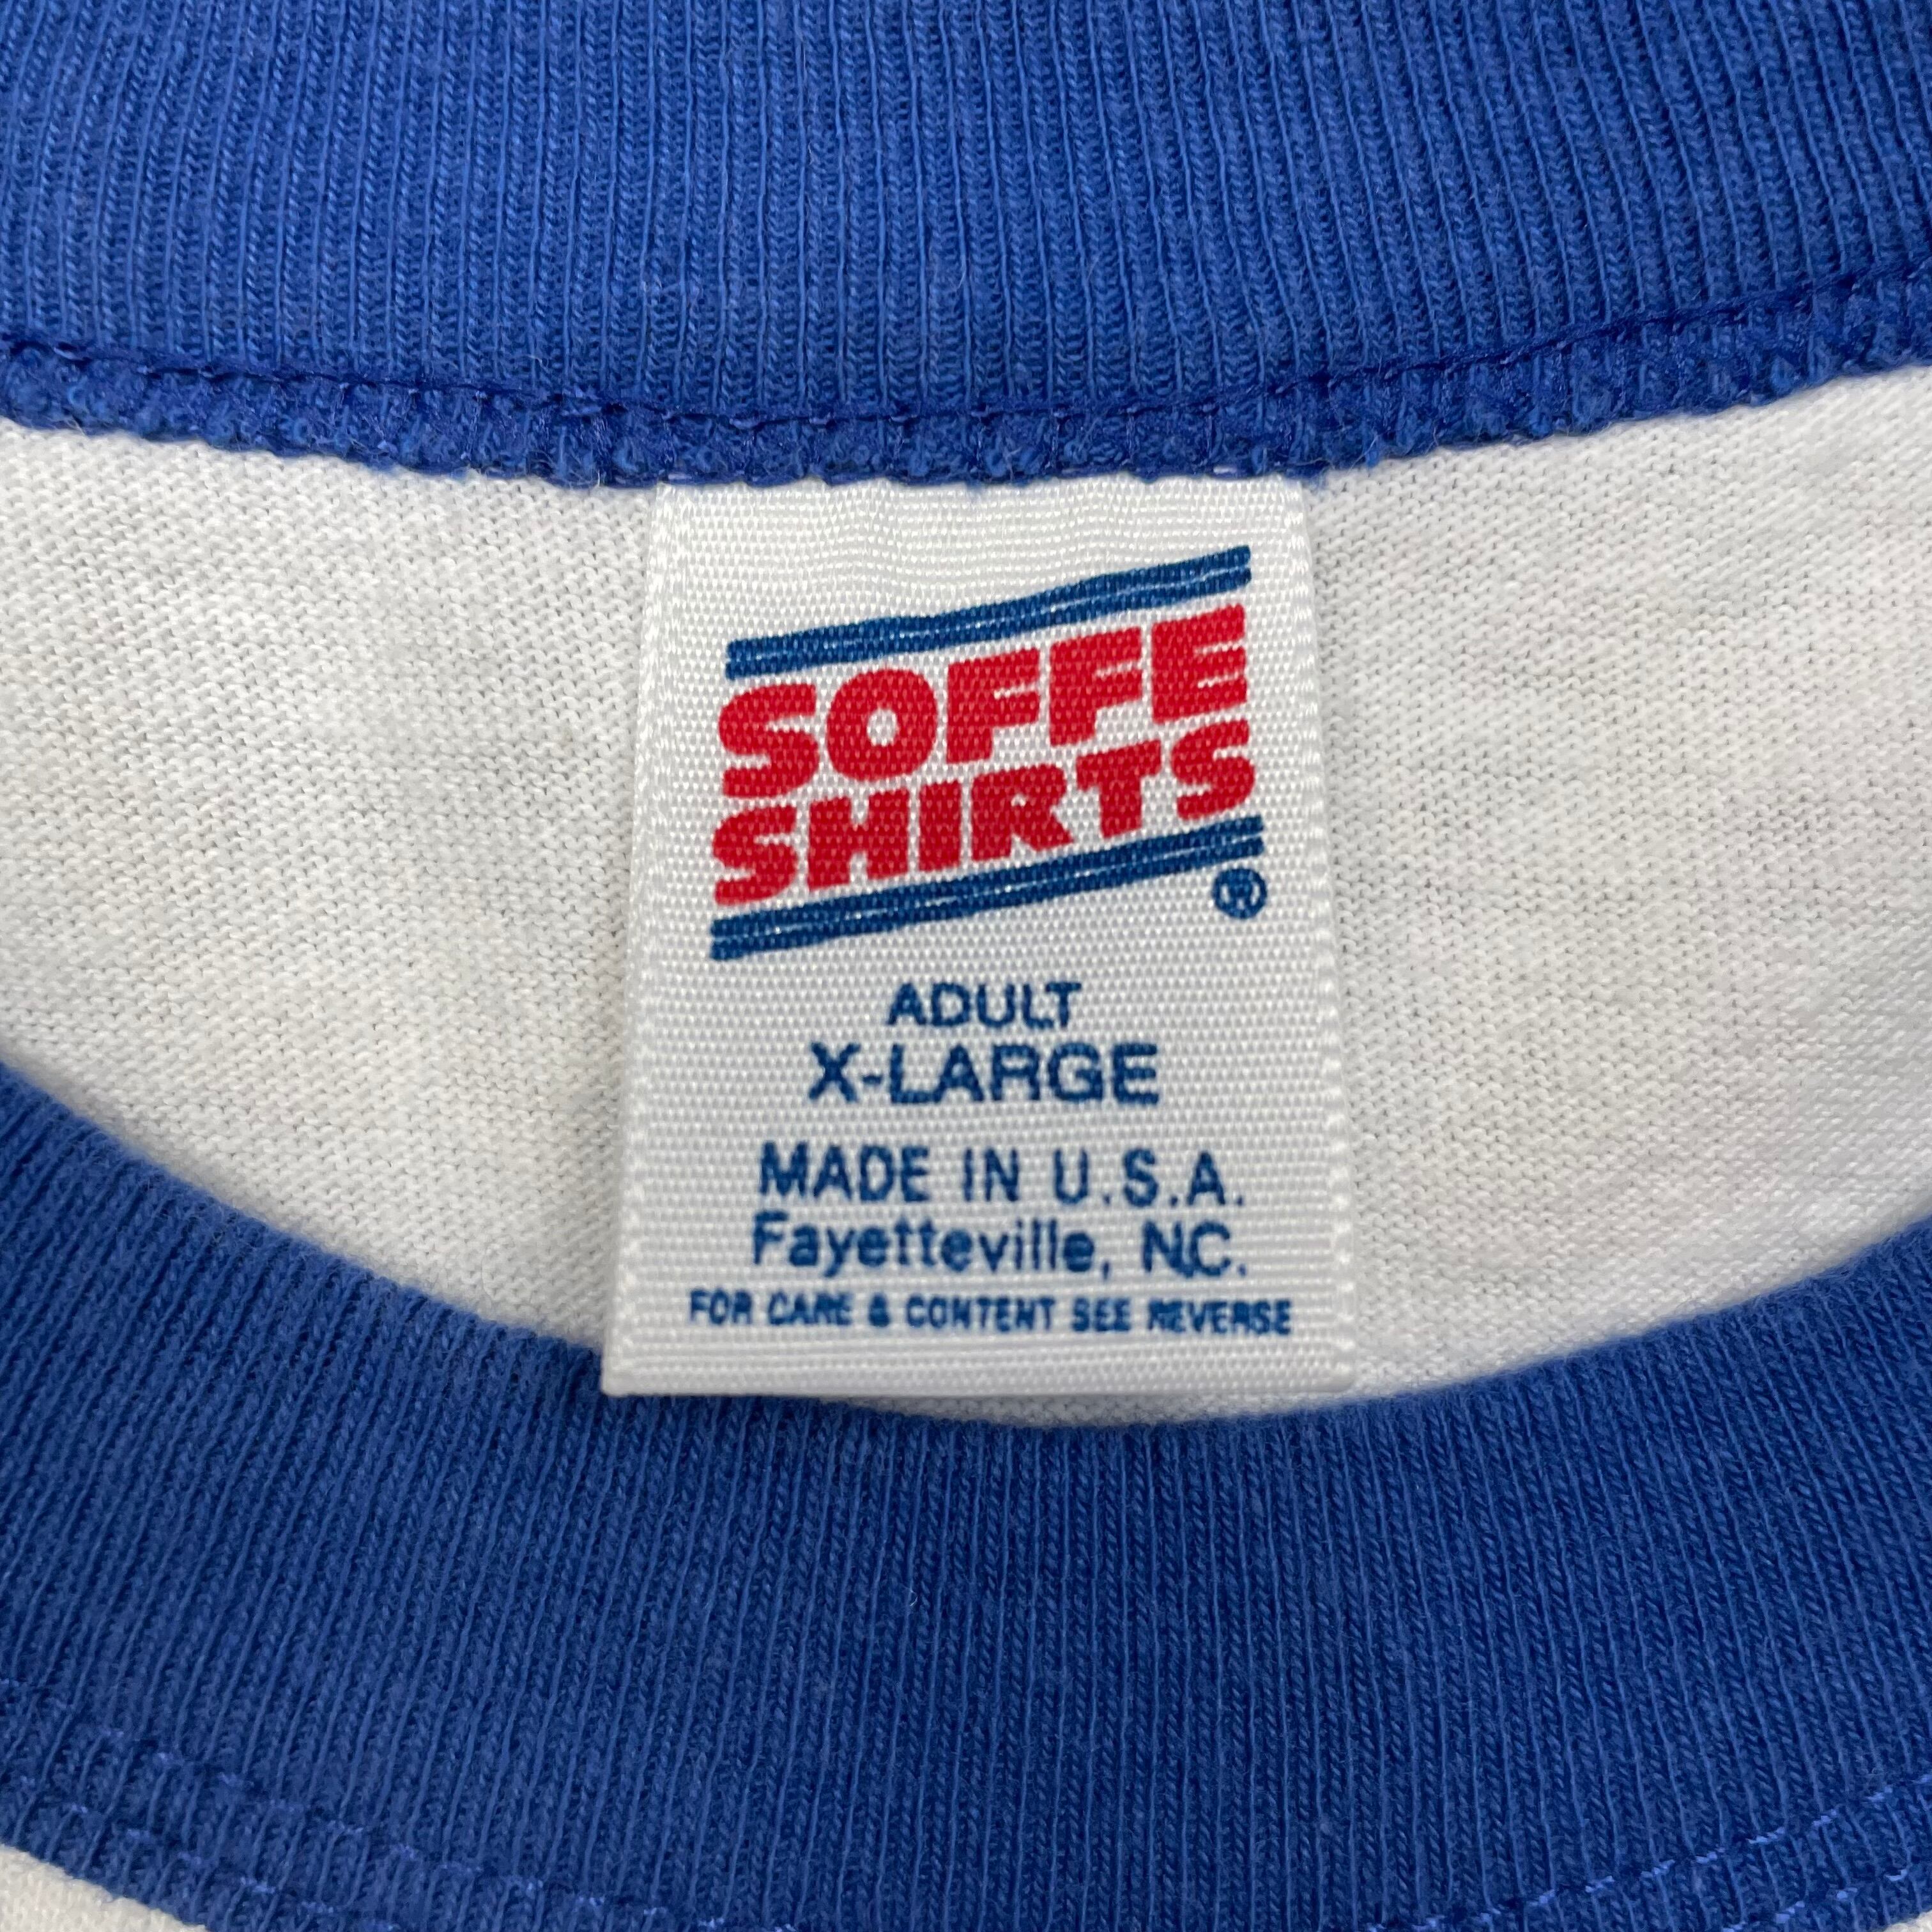 SOFFE
SHIRTS
®
ADULT
X-LARGE
MADE IN U.S.A.
Fayetteville, NC.
FOR CARE & CONTENT SEE REVERSE